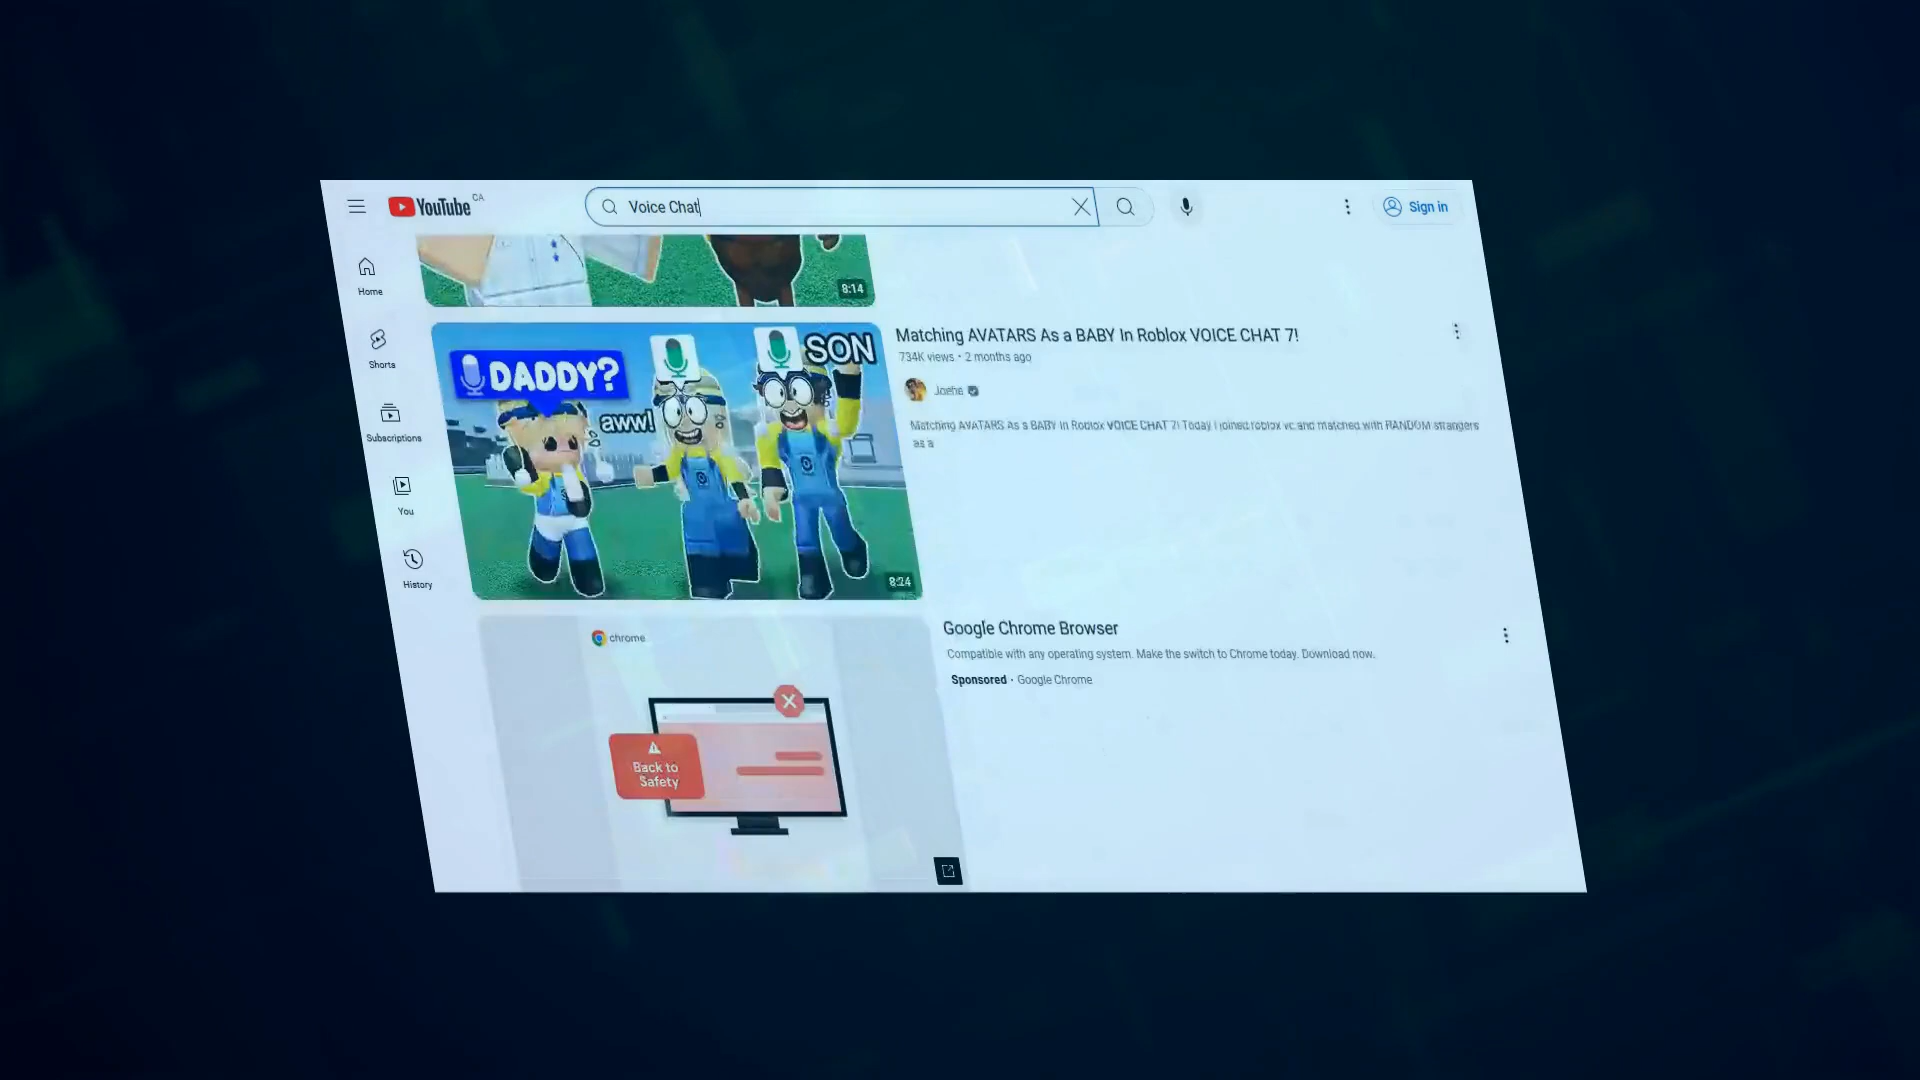 YouTube CA
Voice Chat
Sign in
Home
Shorts
Subscriptions
You
History
8:14
DADDY?
aww!
SON
8:24
Matching AVATARS As a BABY In Roblox VOICE CHAT 7!
734K views • 2 months ago
Matching AVATARS As a BABY In Roblox VOICE CHAT 7! Today I joined roblox vc and matched with RANDOM strangers
as a
chrome
Back to
Safety
Google Chrome Browser
Compatible with any operating system. Make the switch to Chrome today. Download now.
Sponsored · Google Chrome